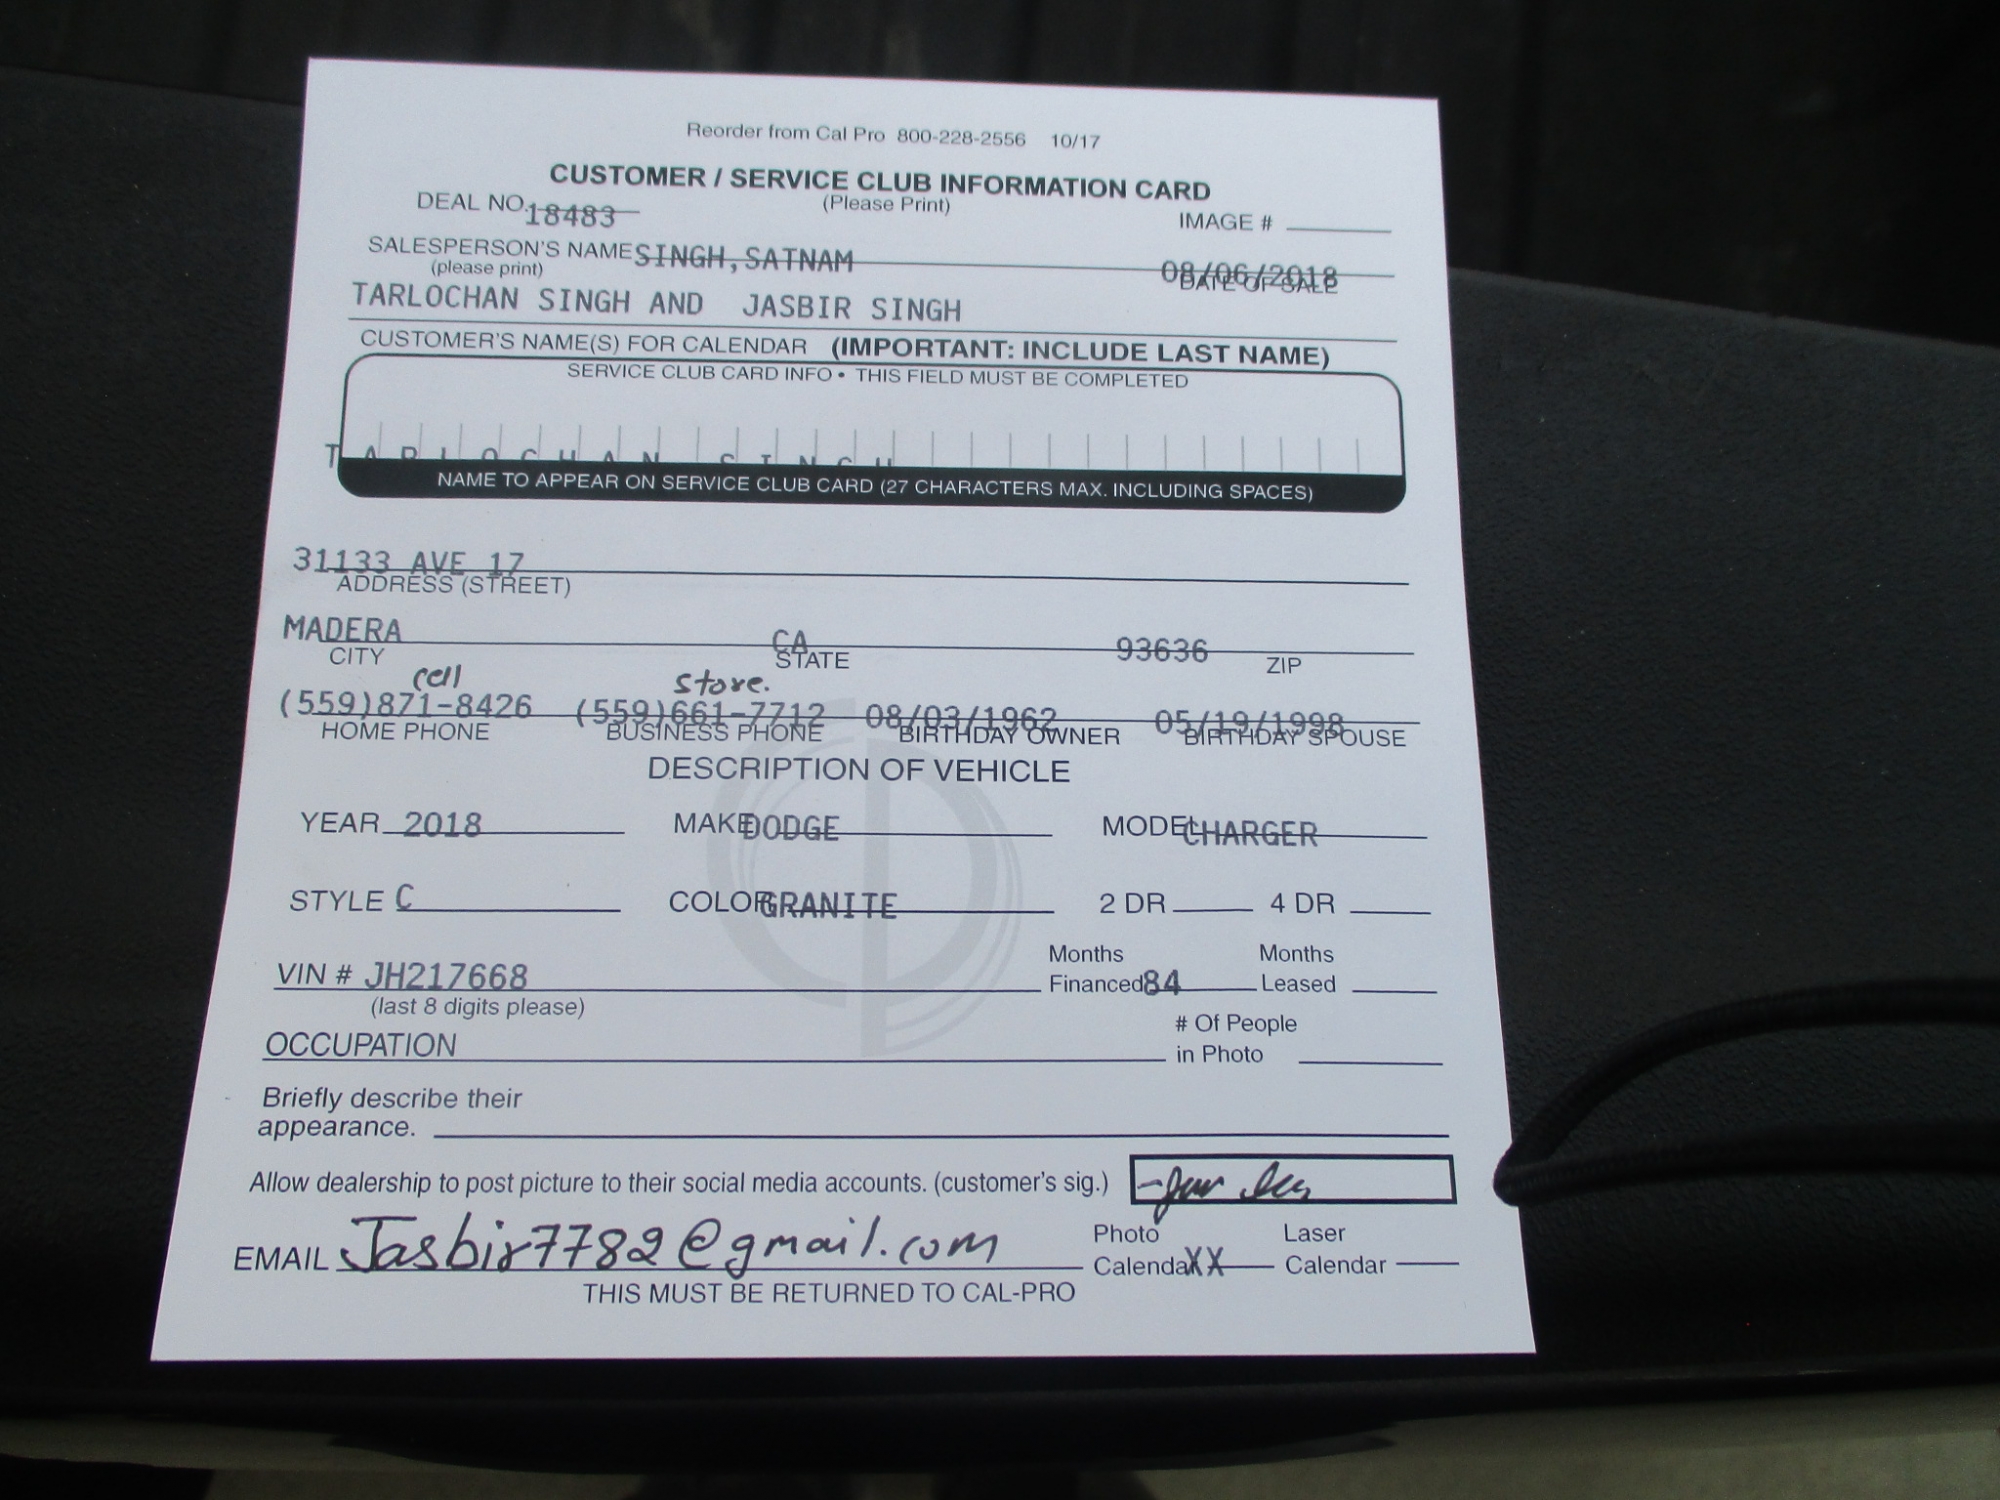 Reorder from Cal Pro 800-228-2556 10/17
CUSTOMER / SERVICE CLUB INFORMATION CARD
DEAL NO. 18483 (Please Print) IMAGE #
SALESPERSON'S NAME SINGH, SATNAM 08/06/2018
(please print) DATE OF SALE
TARLOCHAN SINGH AND JASBIR SINGH
CUSTOMER'S NAME(S) FOR CALENDAR (IMPORTANT: INCLUDE LAST NAME)
SERVICE CLUB CARD INFO • THIS FIELD MUST BE COMPLETED
TARLOCHAN SINGH
NAME TO APPEAR ON SERVICE CLUB CARD (27 CHARACTERS MAX. INCLUDING SPACES)
31133 AVE 17
ADDRESS (STREET)
MADERA CA 93636
CITY STATE ZIP
cell store.
(559)871-8426 (559)661-7712 08/03/1962 05/19/1998
HOME PHONE BUSINESS PHONE BIRTHDAY OWNER BIRTHDAY SPOUSE
DESCRIPTION OF VEHICLE
YEAR 2018 MAKE DODGE MODEL CHARGER
STYLE C COLOR GRANITE 2 DR 4 DR
Months Months
VIN # JH217668 Financed 84 Leased
(last 8 digits please)
# Of People
OCCUPATION in Photo
Briefly describe their
appearance.
Allow dealership to post picture to their social media accounts. (customer's sig.)
Photo Laser
EMAIL Jasbir7782@gmail.com Calendar XX Calendar
THIS MUST BE RETURNED TO CAL-PRO